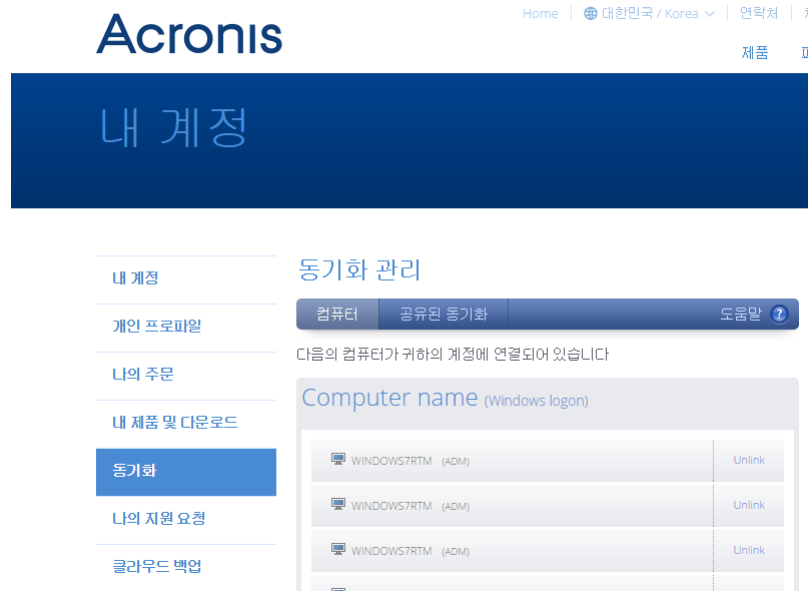 Acronis
Home 대한민국 / Korea 연락처
제품
내 계정
내 계정
개인 프로파일
나의 주문
내 제품 및 다운로드
동기화
나의 지원 요청
클라우드 백업
동기화 관리
컴퓨터 공유된 동기화 도움말 ?
다음의 컴퓨터가 귀하의 계정에 연결되어 있습니다
Computer name (Windows logon)
WINDOWS7RTM (ADM) Unlink
WINDOWS7RTM (ADM) Unlink
WINDOWS7RTM (ADM) Unlink